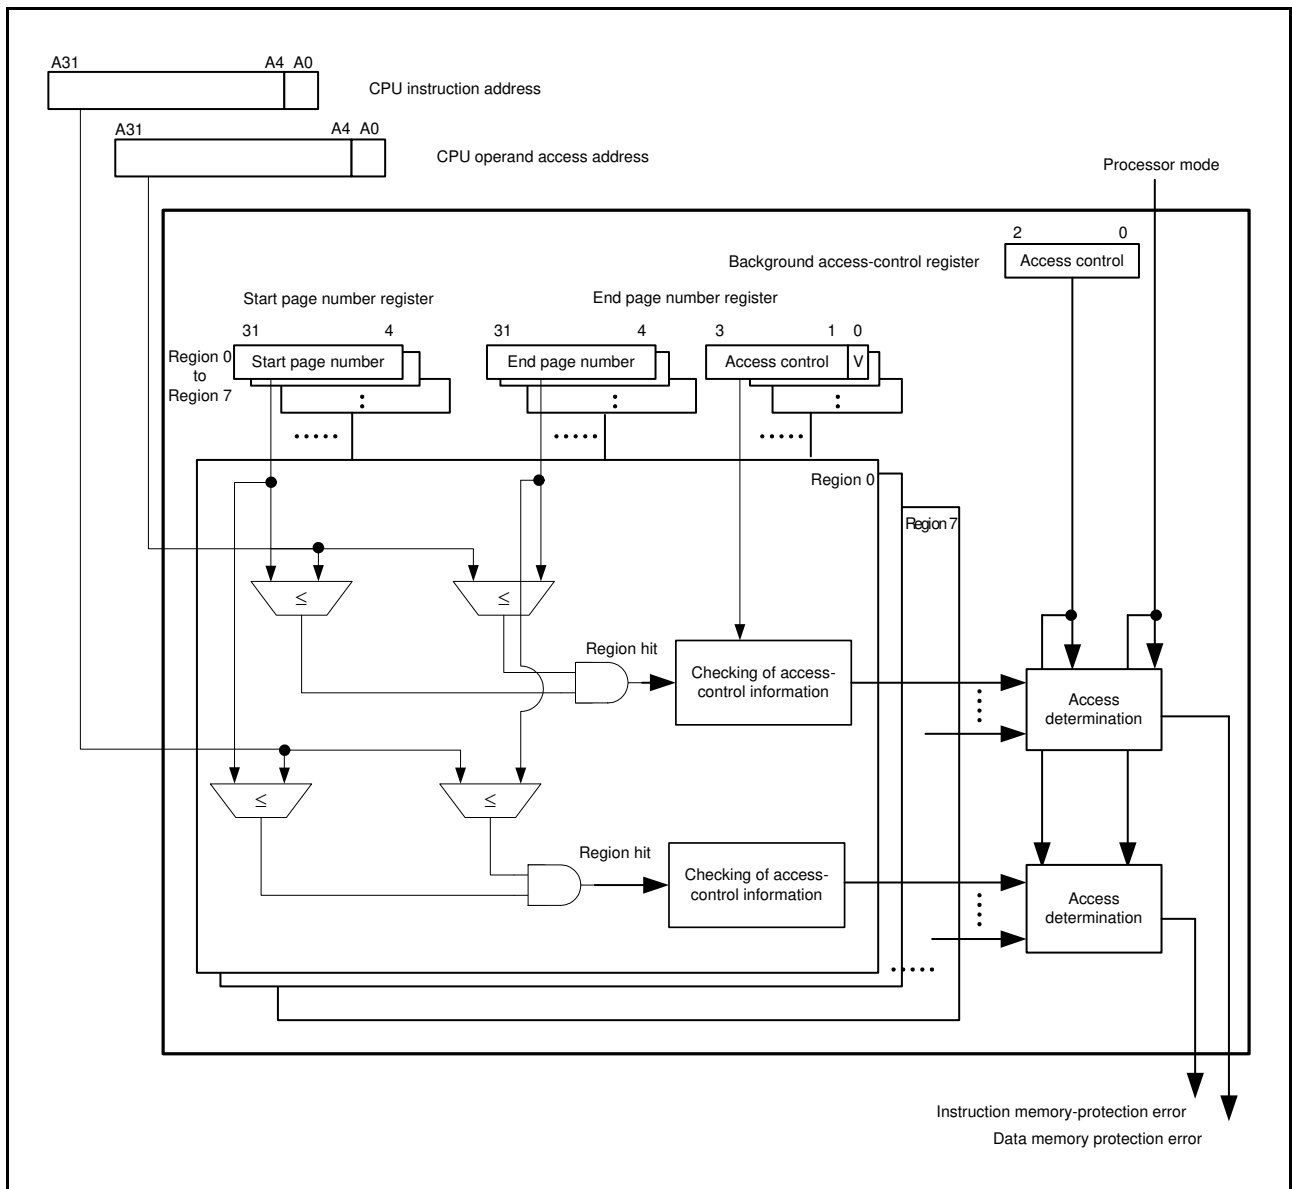 A31 A4 A0
CPU instruction address
A31 A4 A0
CPU operand access address
Processor mode
2 0
Background access-control register
Access control
Start page number register
End page number register
31 4
31 4
3 1 0
Region 0
to
Region 7
Start page number
End page number
Access control
V
Region 0
Region 7
≤
≤
Region hit
Checking of access-
control information
Access
determination
≤
≤
Region hit
Checking of access-
control information
Access
determination
Instruction memory-protection error
Data memory protection error